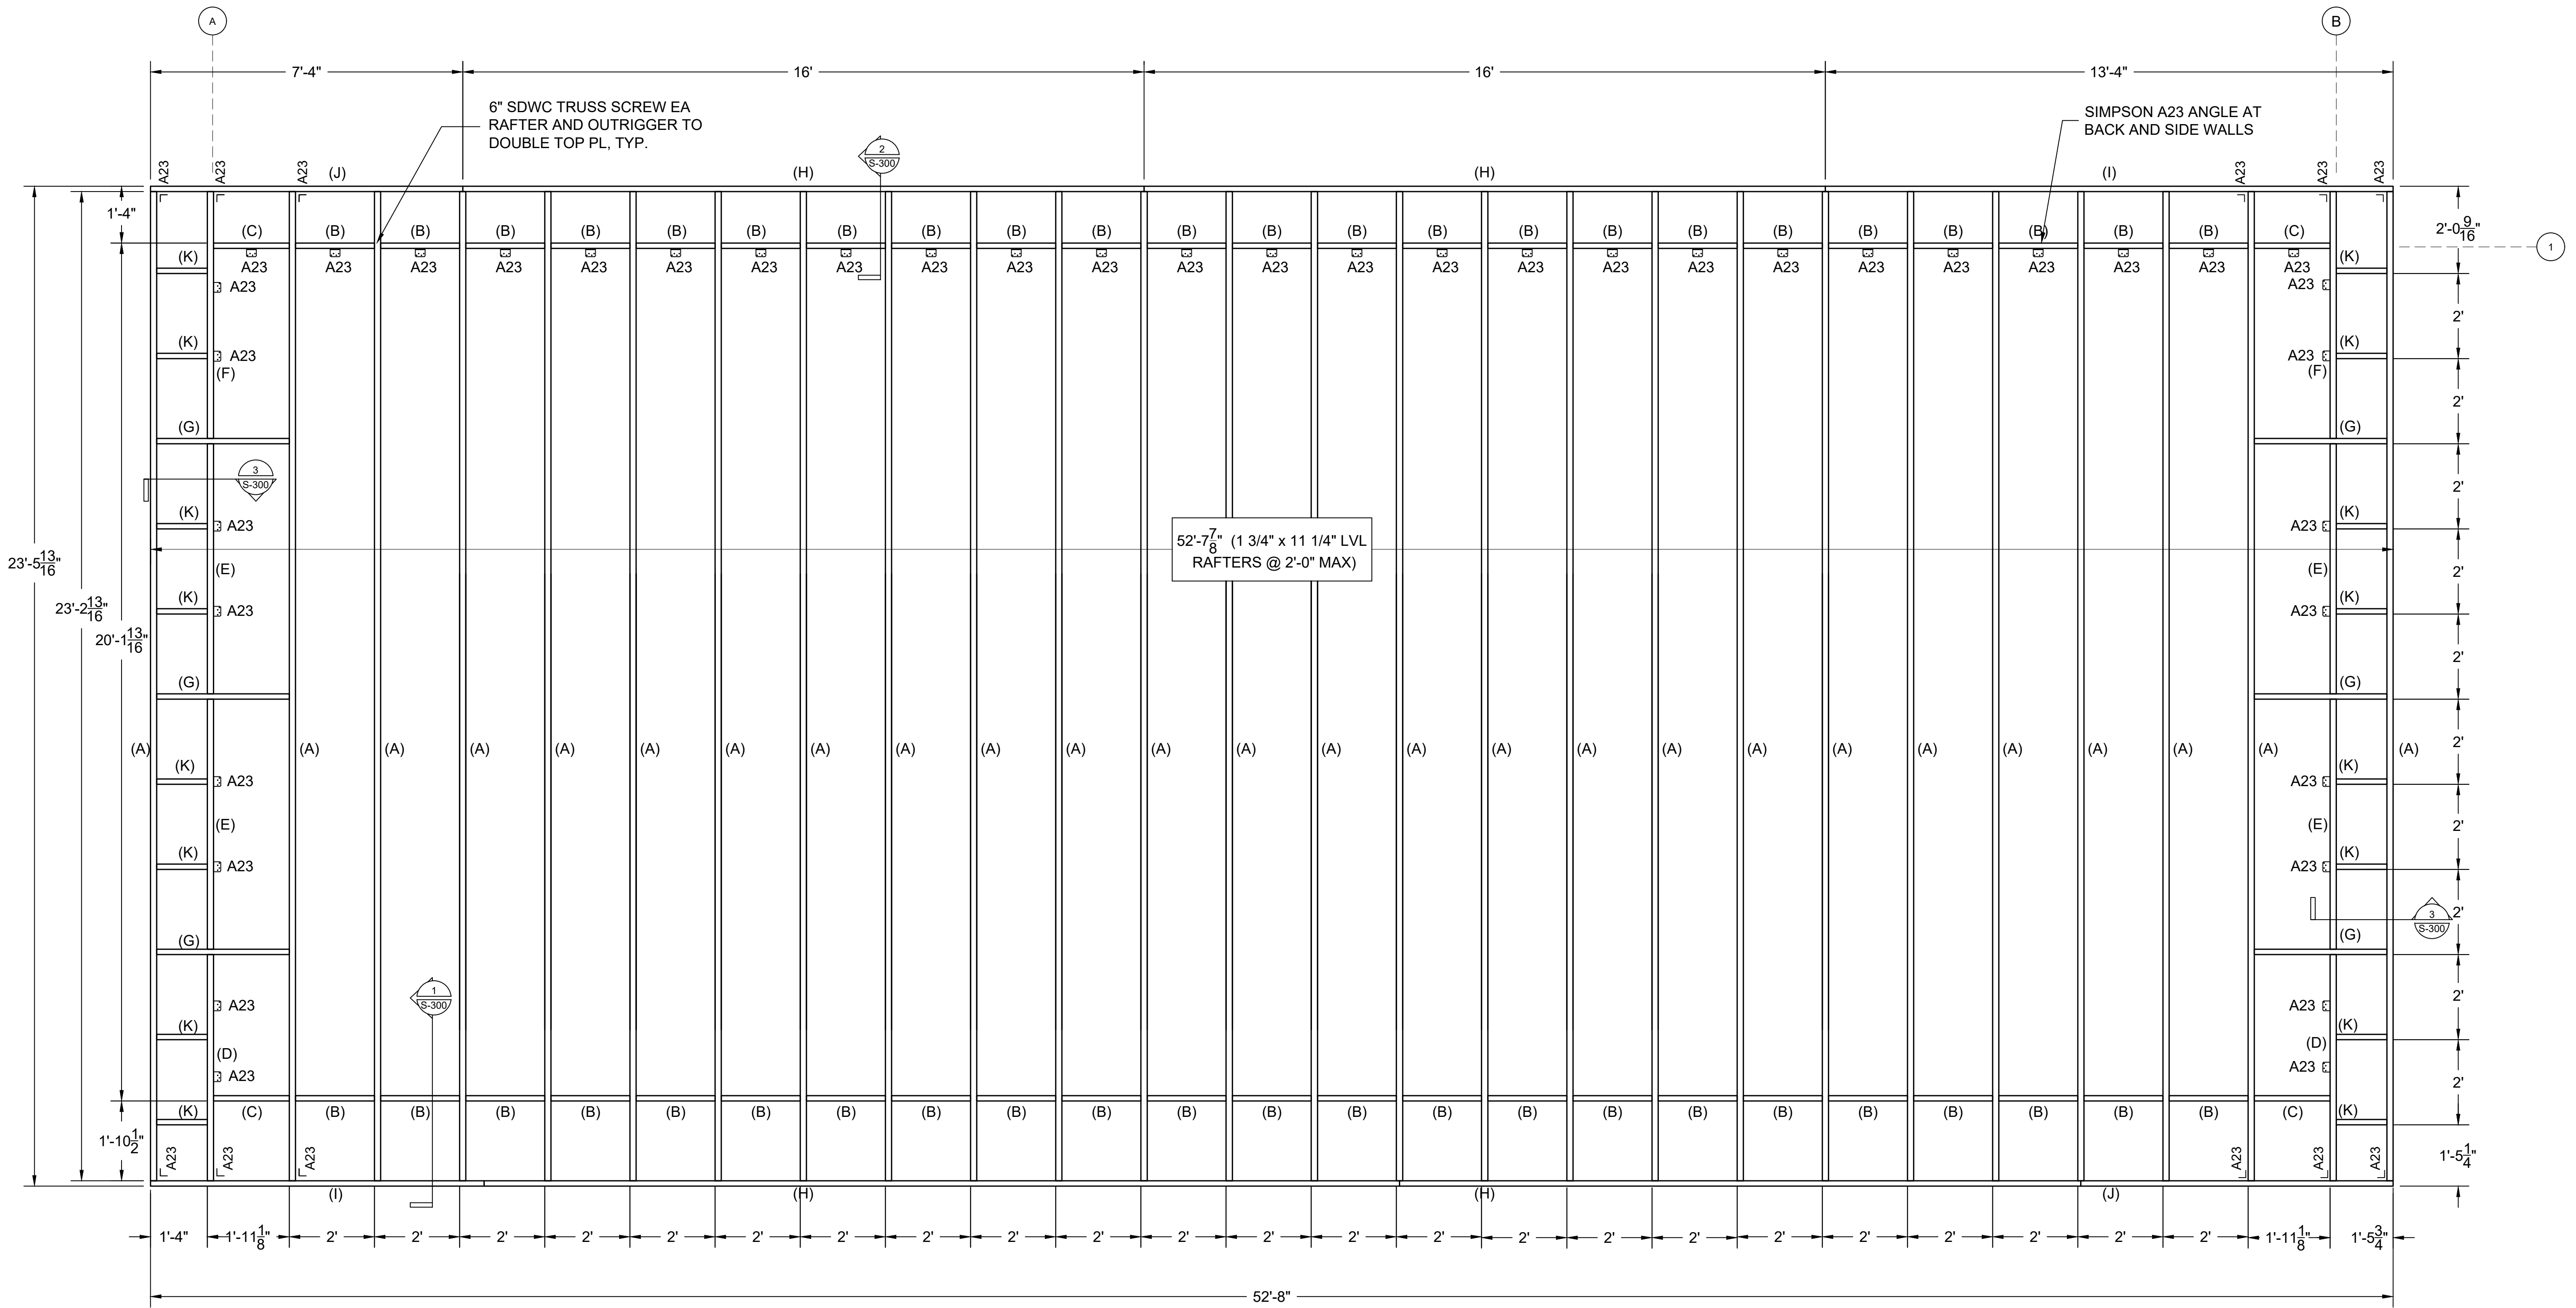 A
B
7'-4"
16'
16'
13'-4"
6" SDWC TRUSS SCREW EA
RAFTER AND OUTRIGGER TO
DOUBLE TOP PL, TYP.
SIMPSON A23 ANGLE AT
BACK AND SIDE WALLS
2
S-300
A23 A23 A23 (J) (H) (H) (I) A23 A23 A23
1'-4"
2'-0 9/16"
1
(C) (B) (B) (B) (B) (B) (B) (B) (B) (B) (B) (B) (B) (B) (B) (B) (B) (B) (B) (B) (B) (B) (B) (B) (C)
A23 A23 A23 A23 A23 A23 A23 A23 A23 A23 A23 A23 A23 A23 A23 A23 A23 A23 A23 A23 A23 A23 A23 A23 A23
(K) (K)
A23 A23
2'
(K) (K)
A23 A23
(F) (F)
2'
(G) (G)
3
S-300
2'
(K) (K)
A23 A23
52'-7 7/8" (1 3/4" x 11 1/4" LVL
RAFTERS @ 2'-0" MAX)
23'-5 13/16"
(E) (E)
2'
23'-2 13/16"
(K) (K)
A23 A23
20'-1 13/16"
2'
(G) (G)
2'
(A) (A) (A) (A) (A) (A) (A) (A) (A) (A) (A) (A) (A) (A) (A) (A) (A) (A) (A) (A) (A) (A) (A) (A) (A) (A)
(K) (K)
A23 A23
2'
(E) (E)
(K) (K)
A23 A23
2'
3
S-300
(G) (G)
1
S-300
2'
A23 A23
(K) (K)
(D) (D)
A23 A23
2'
(K) (C) (B) (B) (B) (B) (B) (B) (B) (B) (B) (B) (B) (B) (B) (B) (B) (B) (B) (B) (B) (B) (B) (B) (B) (C) (K)
1'-10 1/2"
1'-5 1/4"
A23 A23 A23 A23 A23 A23
(I) (H) (H) (J)
1'-4" 1'-11 1/8" 2' 2' 2' 2' 2' 2' 2' 2' 2' 2' 2' 2' 2' 2' 2' 2' 2' 2' 2' 2' 2' 2' 2' 1'-11 1/8" 1'-5 3/4"
52'-8"